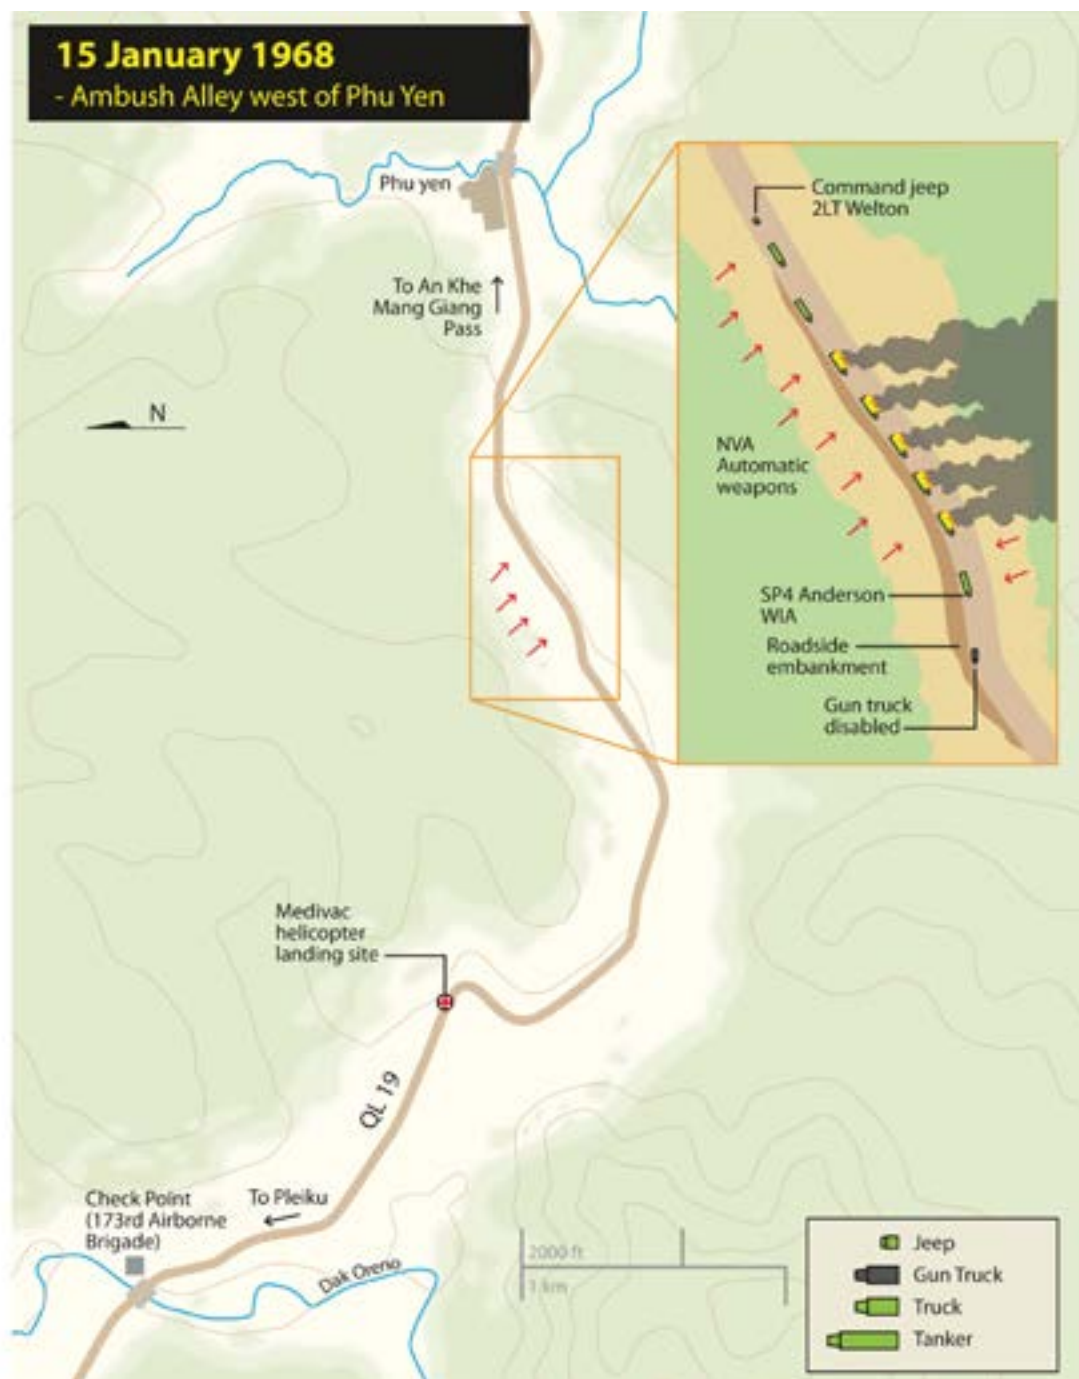 15 January 1968
- Ambush Alley west of Phu Yen
Phu yen
To An Khe
Mang Giang
Pass
N
Command jeep
2LT Welton
NVA
Automatic
weapons
SP4 Anderson
WIA
Roadside
embankment
Gun truck
disabled
Medivac
helicopter
landing site
QL 19
Check Point
(173rd Airborne
Brigade)
To Pleiku
Dak Oreno
2000 ft
1 km
Jeep
Gun Truck
Truck
Tanker